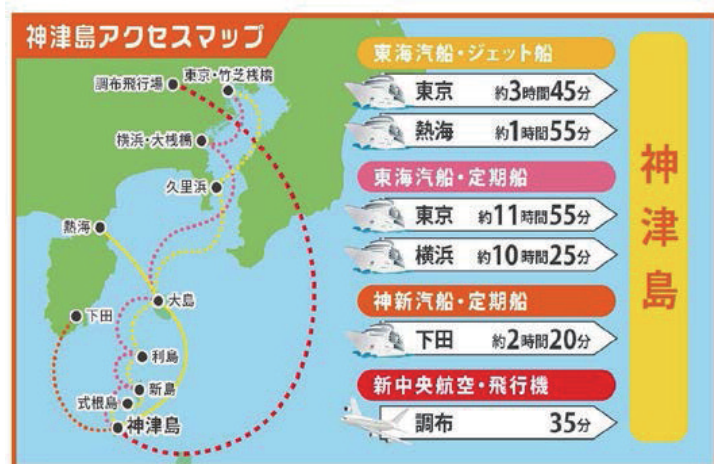 神津島アクセスマップ
調布飛行場
東京・竹芝桟橋
横浜・大桟橋
久里浜
熱海
大島
下田
利島
新島
式根島
神津島
東海汽船・ジェット船
東京 約3時間45分
熱海 約1時間55分
東海汽船・定期船
東京 約11時間55分
横浜 約10時間25分
神新汽船・定期船
下田 約2時間20分
新中央航空・飛行機
調布 35分
神津島